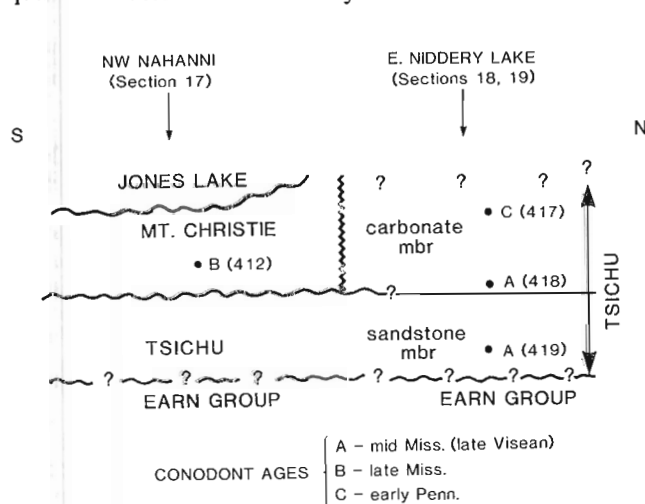 NW NAHANNI
(Section 17)
E. NIDDERY LAKE
(Sections 18, 19)
S
N
JONES LAKE
? ? ? ?
MT. CHRISTIE
carbonate
mbr
C (417)
B (412)
A (418)
?
TSICHU
TSICHU
sandstone
mbr
A (419)
? ? ? ? ? ?
EARN GROUP
EARN GROUP
CONODONT AGES
A – mid Miss. (late Visean)
B – late Miss.
C – early Penn.